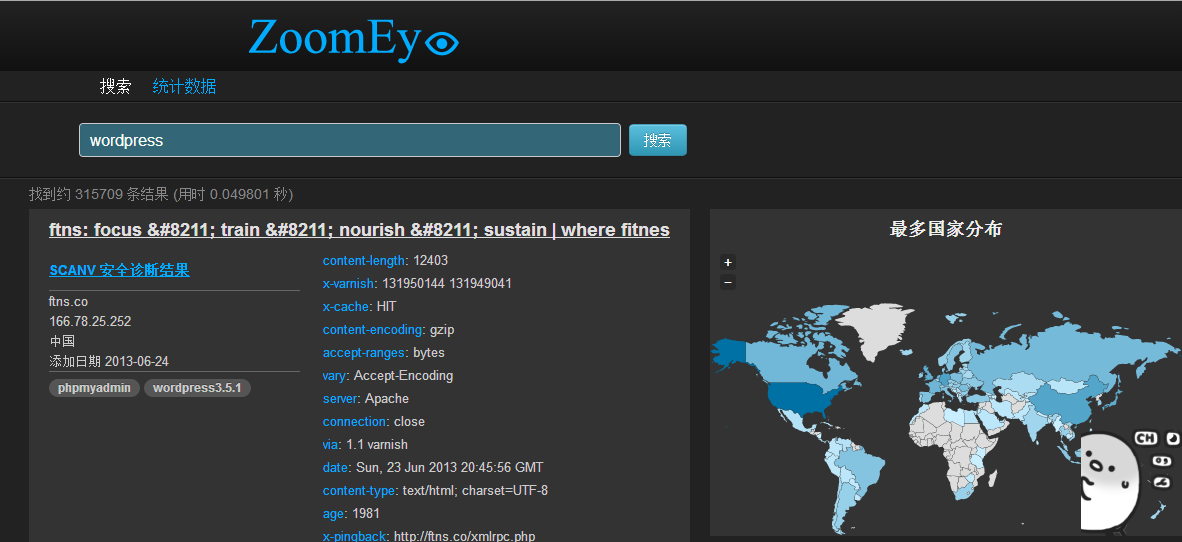 ZoomEye
搜索 统计数据
wordpress 搜索
找到约 315709 条结果 (用时 0.049801 秒)
ftns: focus &#8211; train &#8211; nourish &#8211; sustain | where fitnes
SCANV 安全诊断结果
ftns.co
166.78.25.252
中国
添加日期 2013-06-24
phpmyadmin wordpress3.5.1
content-length: 12403
x-varnish: 131950144 131949041
x-cache: HIT
content-encoding: gzip
accept-ranges: bytes
vary: Accept-Encoding
server: Apache
connection: close
via: 1.1 varnish
date: Sun, 23 Jun 2013 20:45:56 GMT
content-type: text/html; charset=UTF-8
age: 1981
x-pingback: http://ftns.co/xmlrpc.php
最多国家分布
+
−
CH